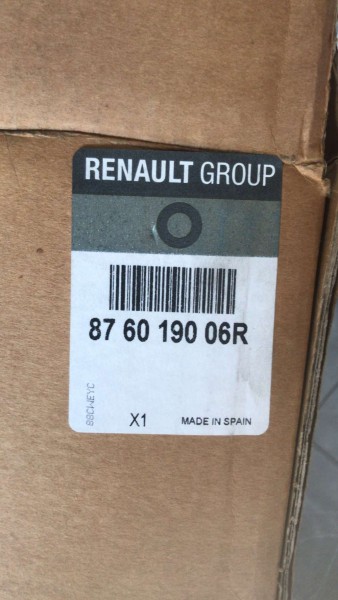 RENAULT GROUP
87 60 190 06R
X1
MADE IN SPAIN